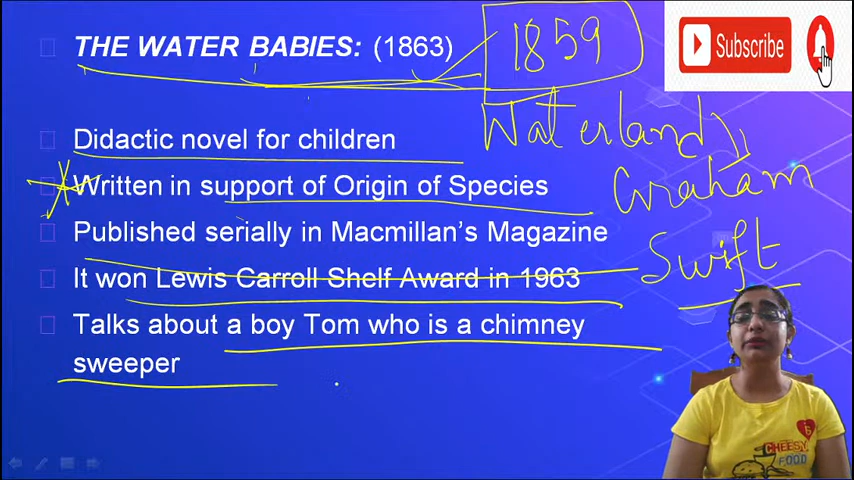 THE WATER BABIES: (1863)
1859
Subscribe
Didactic novel for children
Waterland
Written in support of Origin of Species
Graham
Published serially in Macmillan's Magazine
Swift
It won Lewis Carroll Shelf Award in 1963
Talks about a boy Tom who is a chimney
sweeper
CHEESY
FOOD